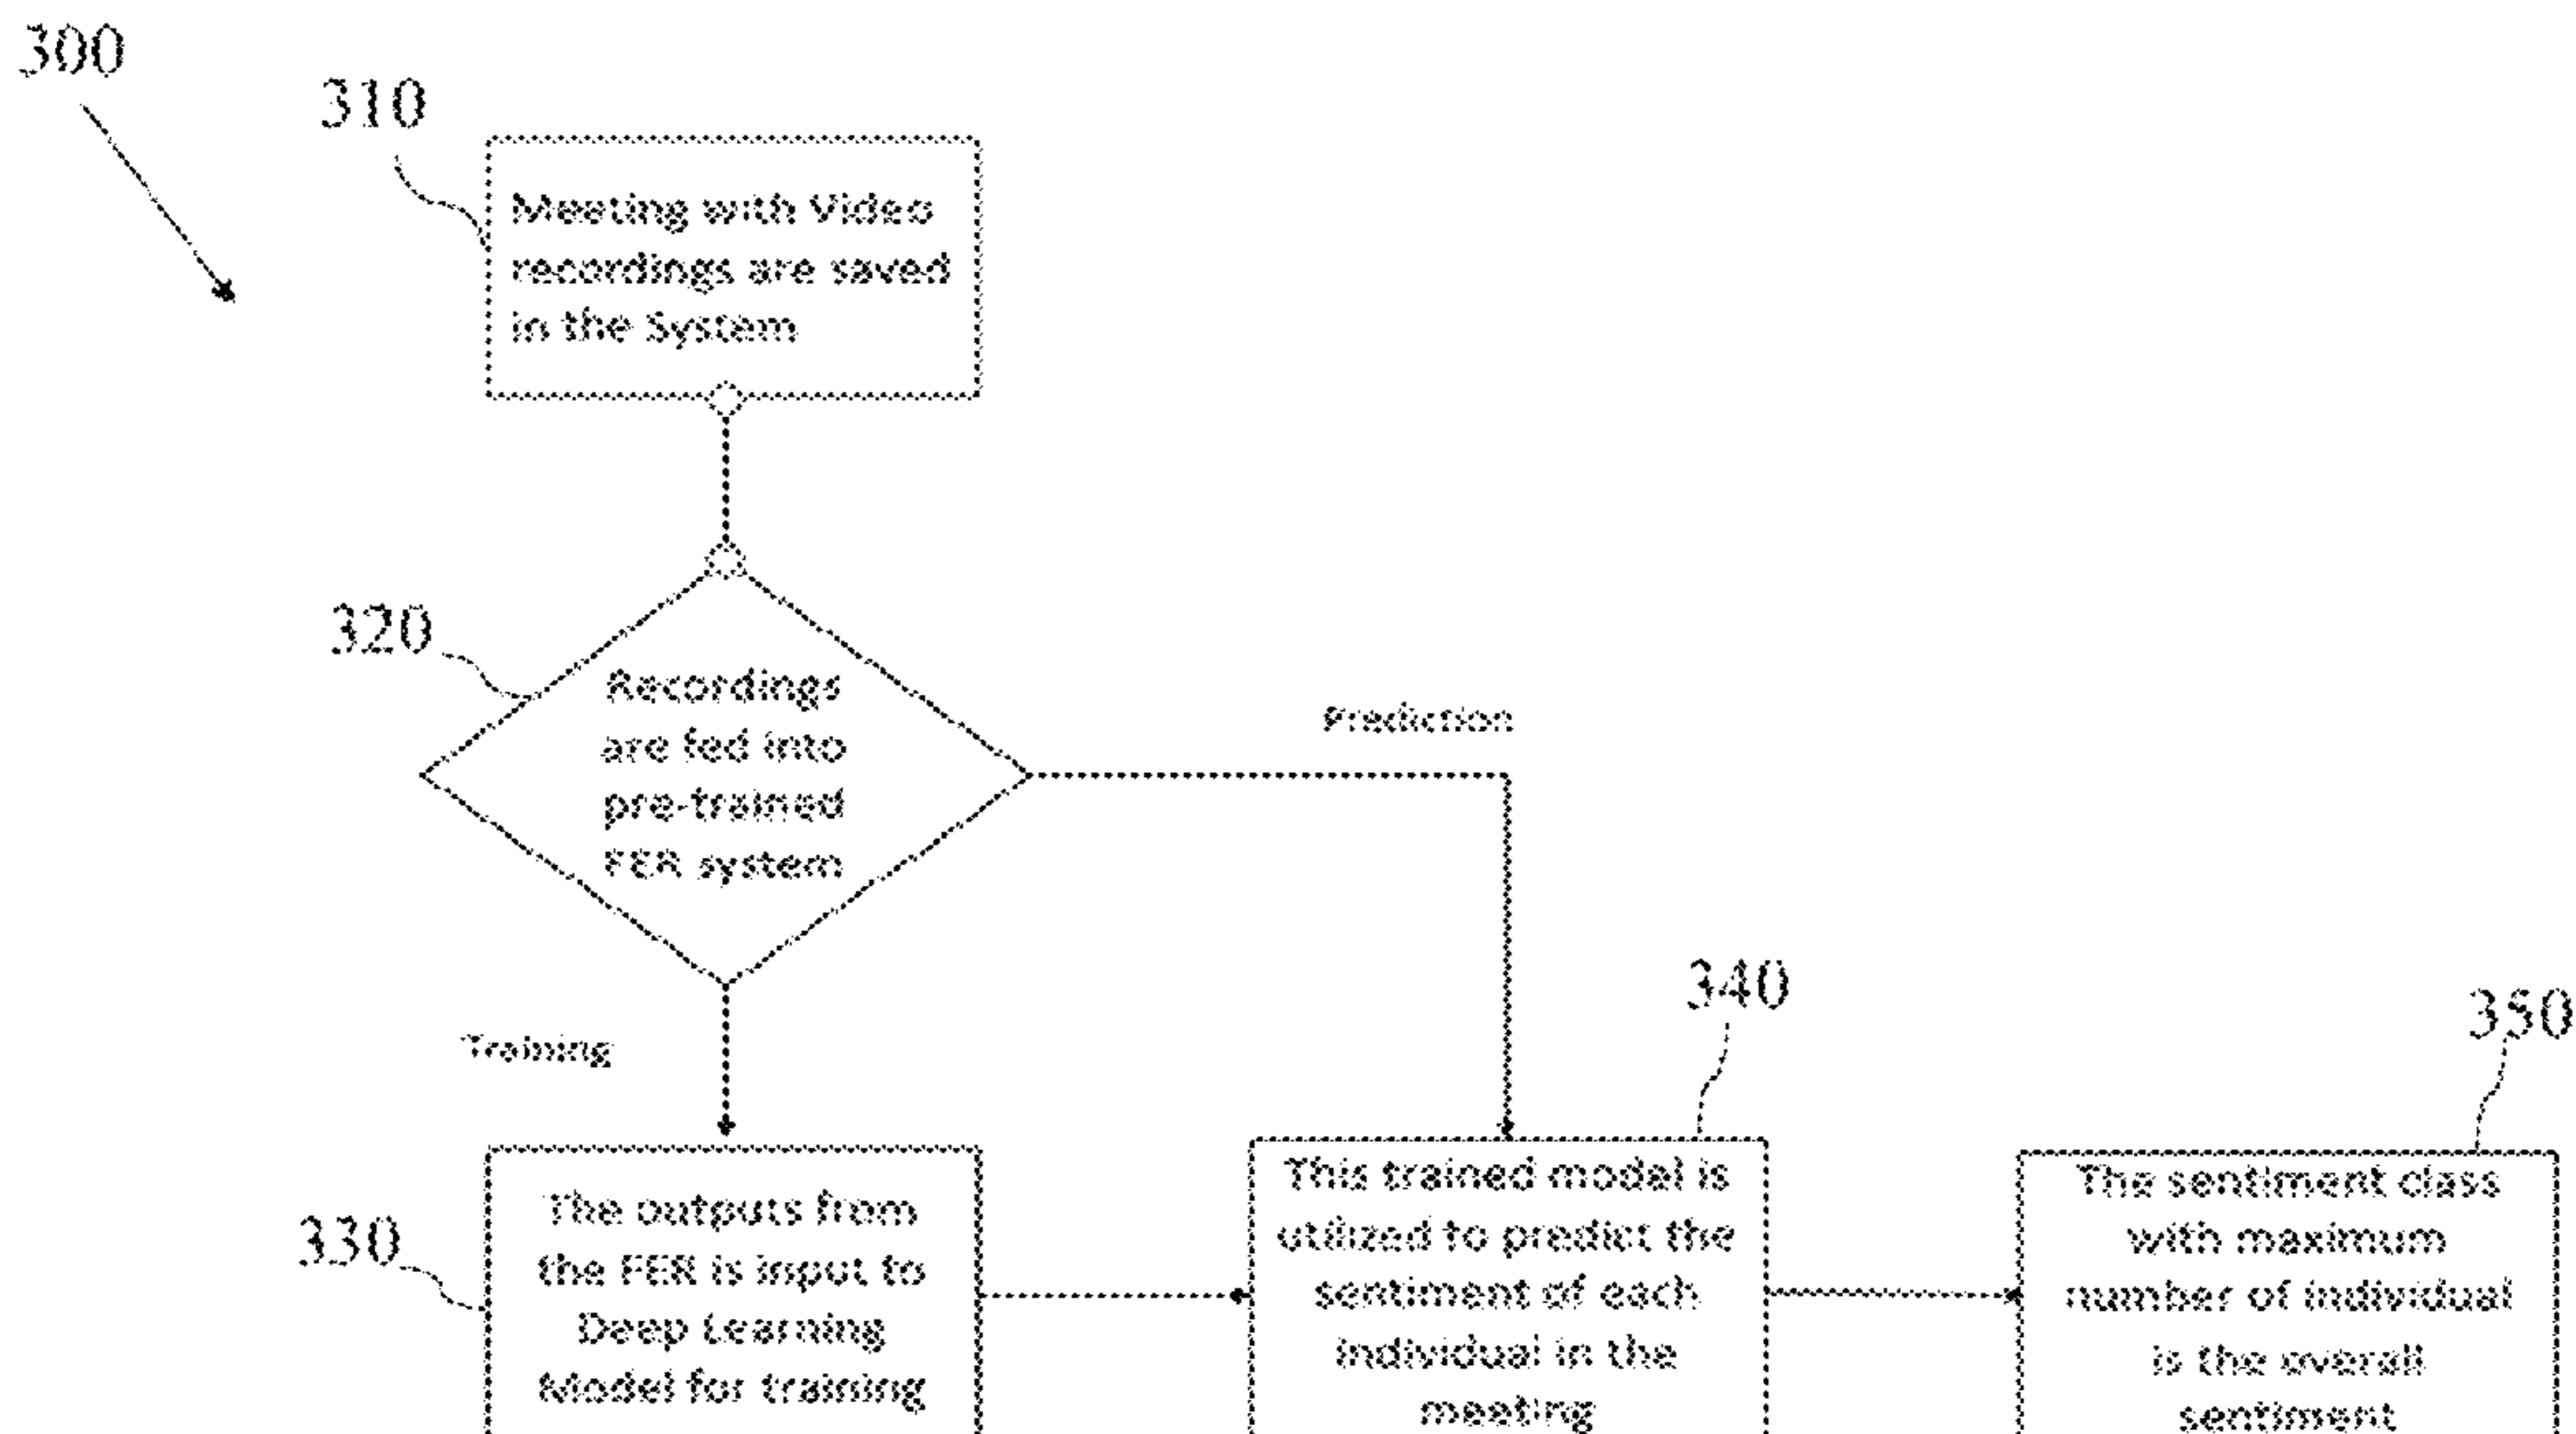 300
310
Meeting with Video
recordings are saved
in the System
320
Recordings
are fed into
pre-trained
FER system
Prediction
Training
340
350
330
The outputs from
the FER is input to
Deep Learning
Model for training
This trained model is
utilized to predict the
sentiment of each
individual in the
meeting
The sentiment class
with maximum
number of individual
is the overall
sentiment